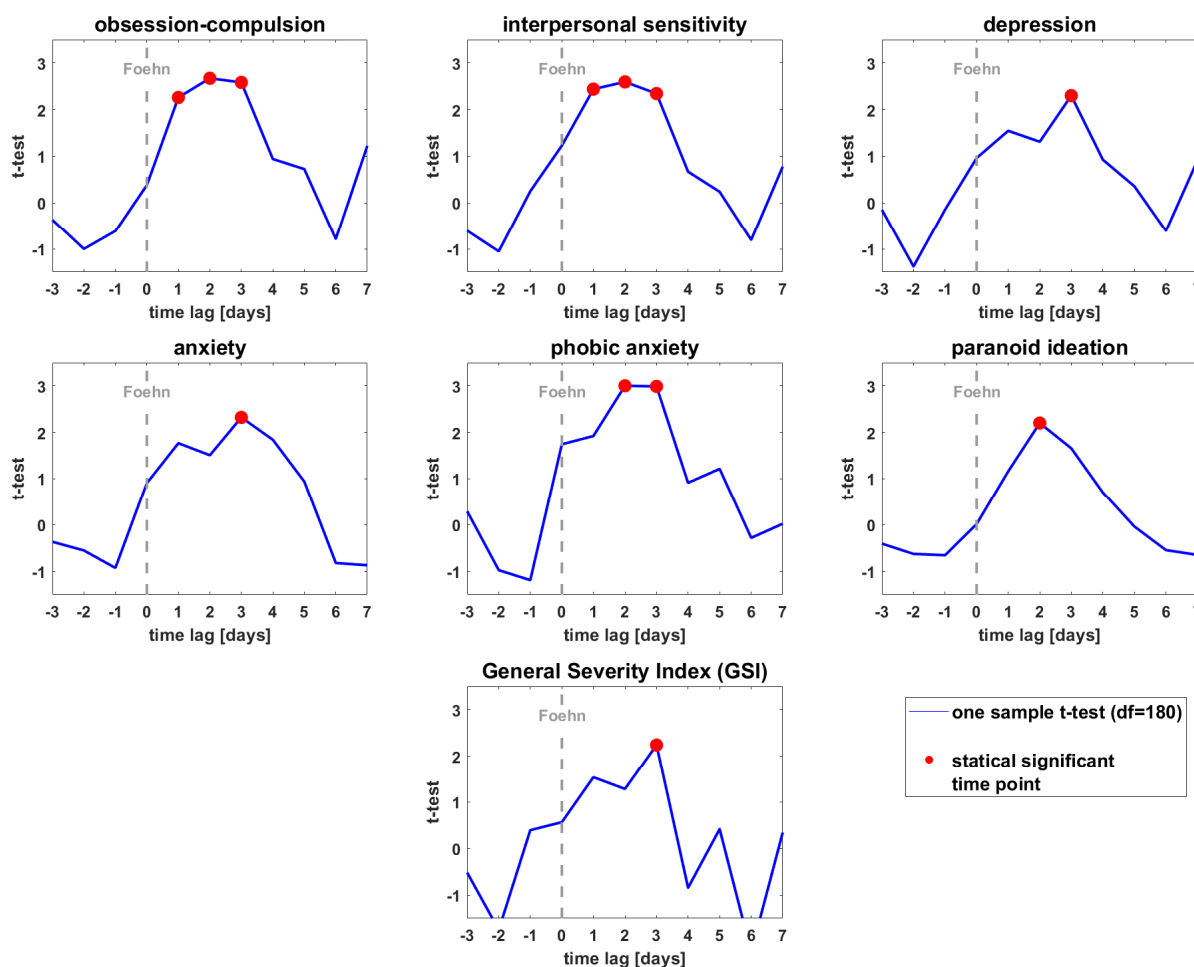 obsession-compulsion
Foehn
3
2
1
0
-1
t-test
-3 -2 -1 0 1 2 3 4 5 6 7
time lag [days]
interpersonal sensitivity
Foehn
3
2
1
0
-1
t-test
-3 -2 -1 0 1 2 3 4 5 6 7
time lag [days]
depression
Foehn
3
2
1
0
-1
t-test
-3 -2 -1 0 1 2 3 4 5 6 7
time lag [days]
anxiety
Foehn
3
2
1
0
-1
t-test
-3 -2 -1 0 1 2 3 4 5 6 7
time lag [days]
phobic anxiety
Foehn
3
2
1
0
-1
t-test
-3 -2 -1 0 1 2 3 4 5 6 7
time lag [days]
paranoid ideation
Foehn
3
2
1
0
-1
t-test
-3 -2 -1 0 1 2 3 4 5 6
time lag [days]
General Severity Index (GSI)
Foehn
3
2
1
0
-1
t-test
-3 -2 -1 0 1 2 3 4 5 6 7
time lag [days]
one sample t-test (df=180)
statical significant
time point